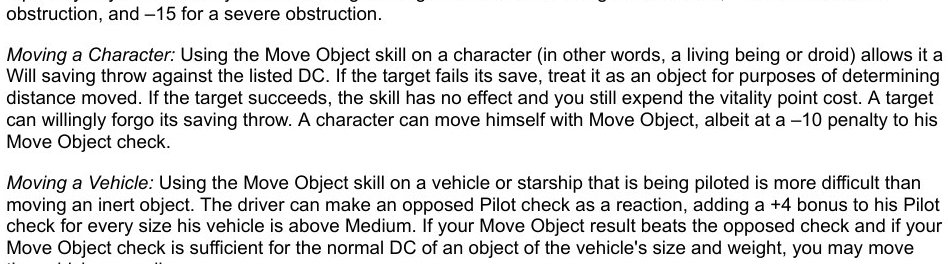 obstruction, and –15 for a severe obstruction.
Moving a Character: Using the Move Object skill on a character (in other words, a living being or droid) allows it a
Will saving throw against the listed DC. If the target fails its save, treat it as an object for purposes of determining
distance moved. If the target succeeds, the skill has no effect and you still expend the vitality point cost. A target
can willingly forgo its saving throw. A character can move himself with Move Object, albeit at a –10 penalty to his
Move Object check.
Moving a Vehicle: Using the Move Object skill on a vehicle or starship that is being piloted is more difficult than
moving an inert object. The driver can make an opposed Pilot check as a reaction, adding a +4 bonus to his Pilot
check for every size his vehicle is above Medium. If your Move Object result beats the opposed check and if your
Move Object check is sufficient for the normal DC of an object of the vehicle's size and weight, you may move